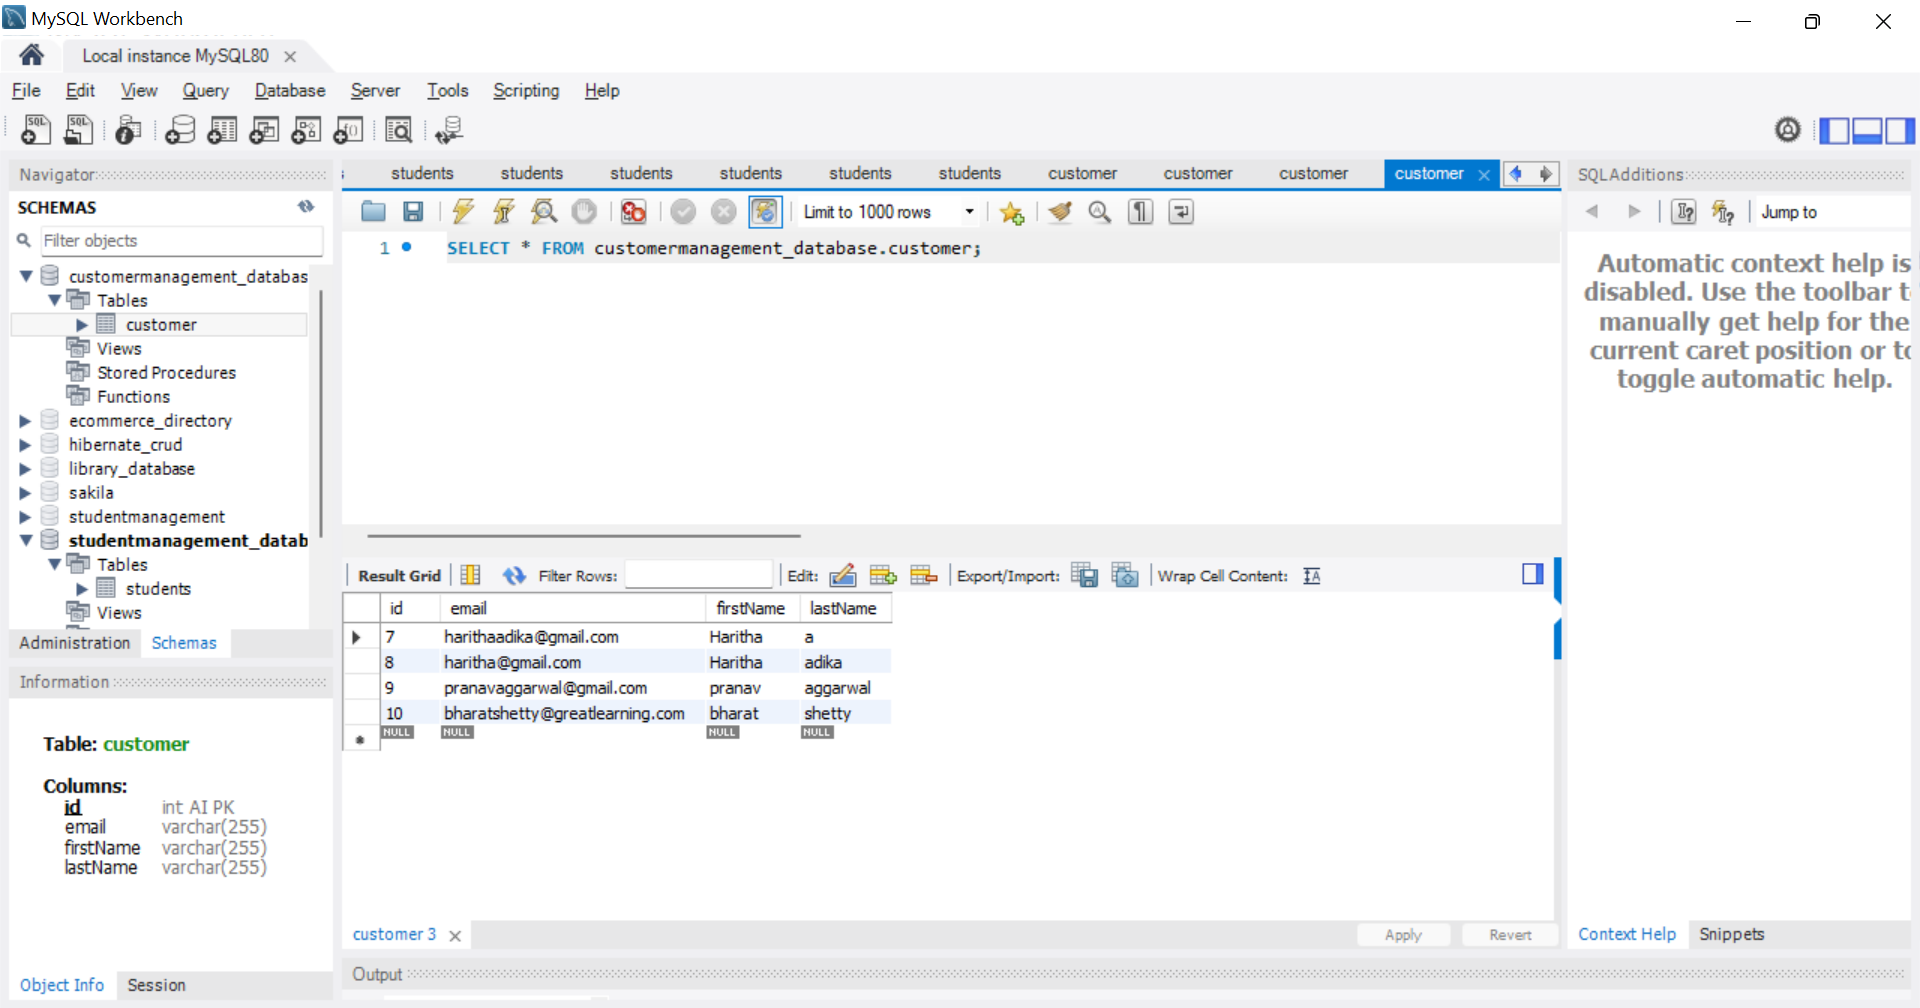 MySQL Workbench
Local instance MySQL80
File Edit View Query Database Server Tools Scripting Help
Navigator
SCHEMAS
Filter objects
customermanagement_databas
Tables
customer
Views
Stored Procedures
Functions
ecommerce_directory
hibernate_crud
library_database
sakila
studentmanagement
studentmanagement_datab
Tables
students
Views
Administration Schemas
Information
Table: customer
Columns:
id int AI PK
email varchar(255)
firstName varchar(255)
lastName varchar(255)
Object Info Session
students students students students students students customer customer customer customer
Limit to 1000 rows
1 SELECT * FROM customermanagement_database.customer;
Result Grid Filter Rows: Edit: Export/Import: Wrap Cell Content:
id email firstName lastName
7 harithaadika@gmail.com Haritha a
8 haritha@gmail.com Haritha adika
9 pranavaggarwal@gmail.com pranav aggarwal
10 bharatshetty@greatlearning.com bharat shetty
NULL NULL NULL NULL
customer 3
Apply Revert
Output
SQLAdditions
Jump to
Automatic context help is
disabled. Use the toolbar t
manually get help for the
current caret position or to
toggle automatic help.
Context Help Snippets